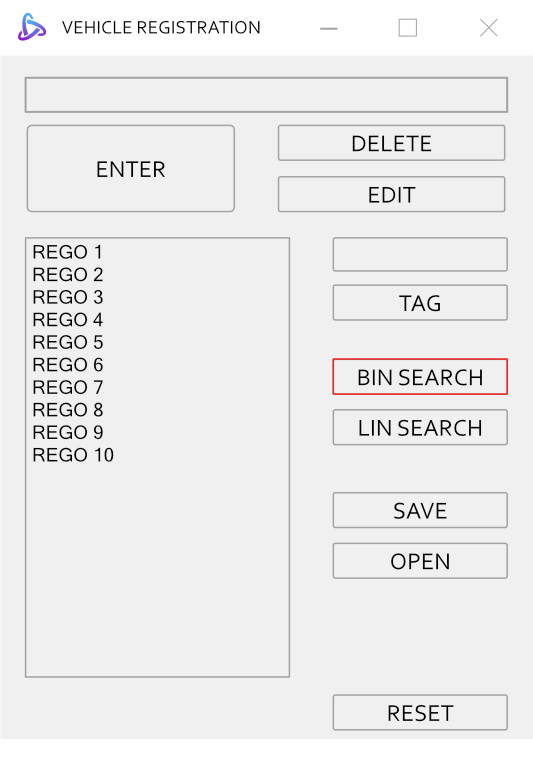 VEHICLE REGISTRATION
ENTER
DELETE
EDIT
REGO 1
REGO 2
REGO 3
REGO 4
REGO 5
REGO 6
REGO 7
REGO 8
REGO 9
REGO 10
TAG
BIN SEARCH
LIN SEARCH
SAVE
OPEN
RESET